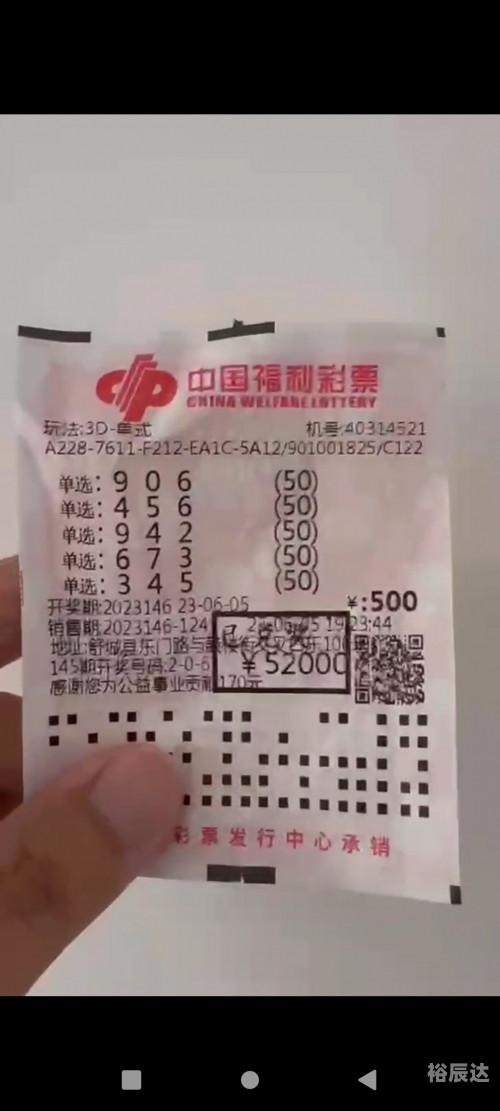 中国福利彩票
CHINA WELFARE LOTTERY
玩法:3D-单式 机号:40314521
A228-7611-F212-EA1C-5A12/901001825/C122
单选: 9 0 6 (50)
单选: 4 5 6 (50)
单选: 9 4 2 (50)
单选: 6 7 3 (50)
单选: 3 4 5 (50)
开奖期:2023146 23-06-05 ¥:500
销售期:2023146-124 19:23:44
地址:舒城县东门路与
已兑奖
145期开奖号码:2-0-6
¥52000
感谢您为公益事业贡献170元
彩票发行中心承销
裕辰达